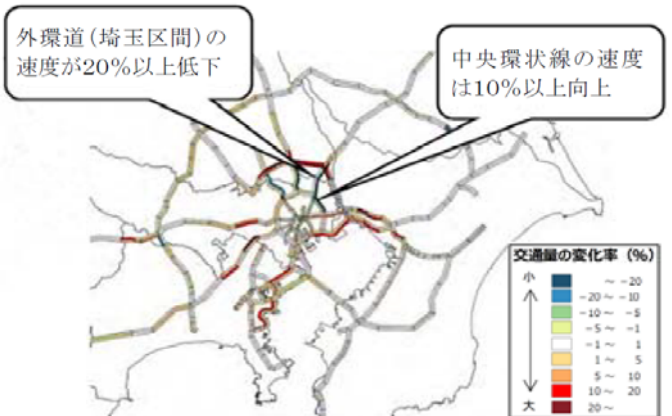 外環道(埼玉区間)の
速度が20%以上低下
中央環状線の速度
は10%以上向上
交通量の変化率(%)
小
～ -20
-20～ -10
-10～ -5
-5～ -1
-1～ 1
1～ 5
5～ 10
10～ 20
20～
大